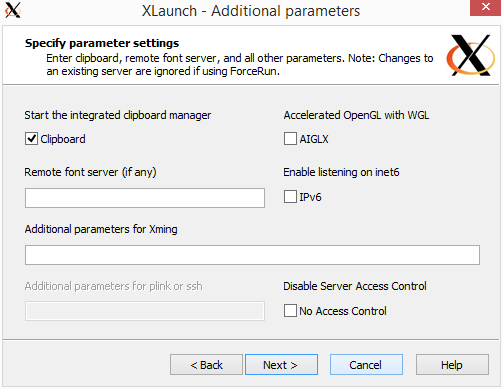 XLaunch - Additional parameters
Specify parameter settings
Enter clipboard, remote font server, and all other parameters. Note: Changes to
an existing server are ignored if using ForceRun.
Start the integrated clipboard manager
Accelerated OpenGL with WGL
Clipboard
AIGLX
Remote font server (if any)
Enable listening on inet6
IPv6
Additional parameters for Xming
Additional parameters for plink or ssh
Disable Server Access Control
No Access Control
< Back
Next >
Cancel
Help